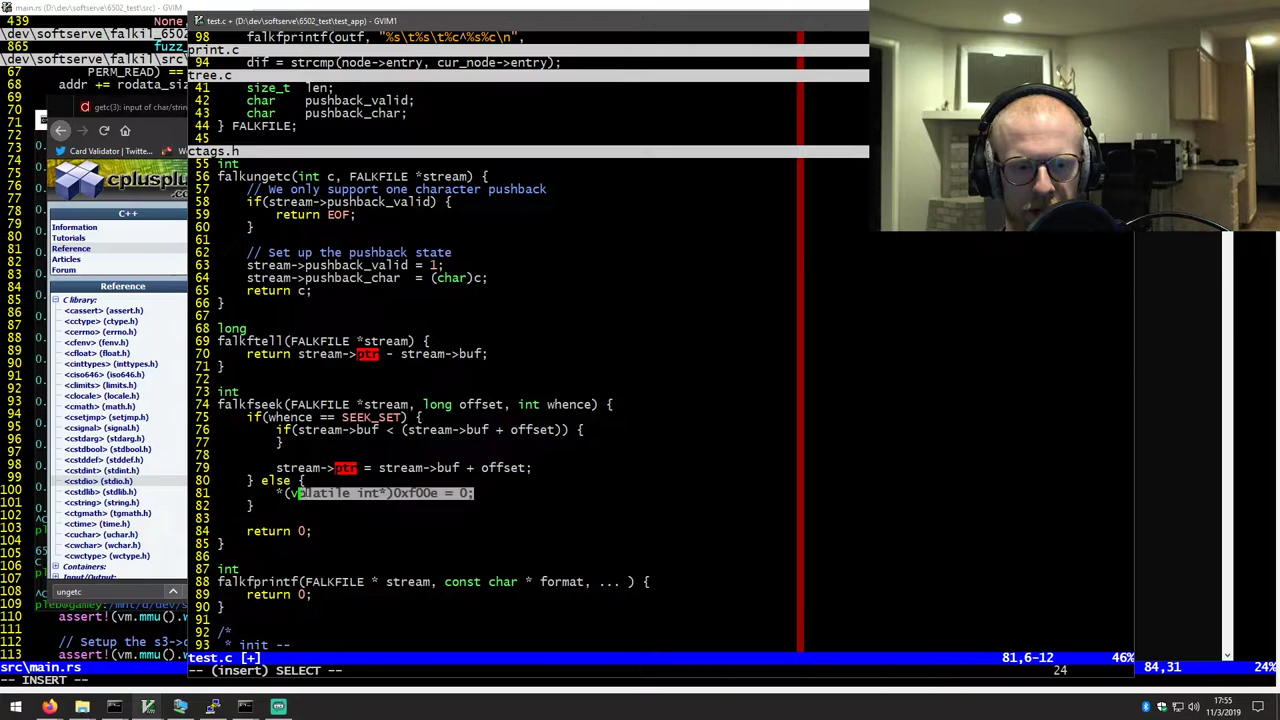 main.rs (D:\dev\softserve\6502_test\src) - GVIM
439 None,
\dev\softserve\falkil_6502
865 fuzz_
\dev\softserve\falkil\src\
67 PERM_READ) ==
68 addr += rodata_siz
69
70
71
72
73
74
75
76
77
78
79
80
81
82
83
84
85
86
87
88
89
90
91
92
93
94
95
96
97
98
99
100
101
102
103
104
105
106
107
108
109
110 assert!(vm.mmu().w
111
112 // Setup the s3->c
113 assert!(vm.mmu().w
src\main.rs
-- INSERT --
84,31 24%
getc(3): input of char/string
Card Validator | Twitte...
cplusplus
.co
C++
Information
Tutorials
Reference
Articles
Forum
Reference
C library:
<cassert> (assert.h)
<cctype> (ctype.h)
<cerrno> (errno.h)
<cfenv> (fenv.h)
<cfloat> (float.h)
<cinttypes> (inttypes.h)
<ciso646> (iso646.h)
<climits> (limits.h)
<clocale> (locale.h)
<cmath> (math.h)
<csetjmp> (setjmp.h)
<csignal> (signal.h)
<cstdarg> (stdarg.h)
<cstdbool> (stdbool.h)
<cstddef> (stddef.h)
<cstdint> (stdint.h)
<cstdio> (stdio.h)
<cstdlib> (stdlib.h)
<cstring> (string.h)
<ctgmath> (tgmath.h)
<ctime> (time.h)
<cuchar> (uchar.h)
<cwchar> (wchar.h)
<cwctype> (wctype.h)
Containers:
Input/Output:
ungetc
test.c + (D:\dev\softserve\6502_test\test_app) - GVIM1
98 falkfprintf(outf, "%s\t%s\t%c^%s%c\n",
print.c
94 dif = strcmp(node->entry, cur_node->entry);
tree.c
41 size_t len;
42 char pushback_valid;
43 char pushback_char;
44 } FALKFILE;
45
ctags.h
55 int
56 falkungetc(int c, FALKFILE *stream) {
57 // We only support one character pushback
58 if(stream->pushback_valid) {
59 return EOF;
60 }
61
62 // Set up the pushback state
63 stream->pushback_valid = 1;
64 stream->pushback_char = (char)c;
65 return c;
66 }
67
68 long
69 falkftell(FALKFILE *stream) {
70 return stream->ptr - stream->buf;
71 }
72
73 int
74 falkfseek(FALKFILE *stream, long offset, int whence) {
75 if(whence == SEEK_SET) {
76 if(stream->buf < (stream->buf + offset)) {
77 }
78
79 stream->ptr = stream->buf + offset;
80 } else {
81 *(volatile int*)0xf00e = 0;
82 }
83
84 return 0;
85 }
86
87 int
88 falkfprintf(FALKFILE * stream, const char * format, ... ) {
89 return 0;
90 }
91
92 /*
93 * init --
test.c [+] 81,6-12 46%
-- (insert) SELECT -- 24
17:55
11/3/2019